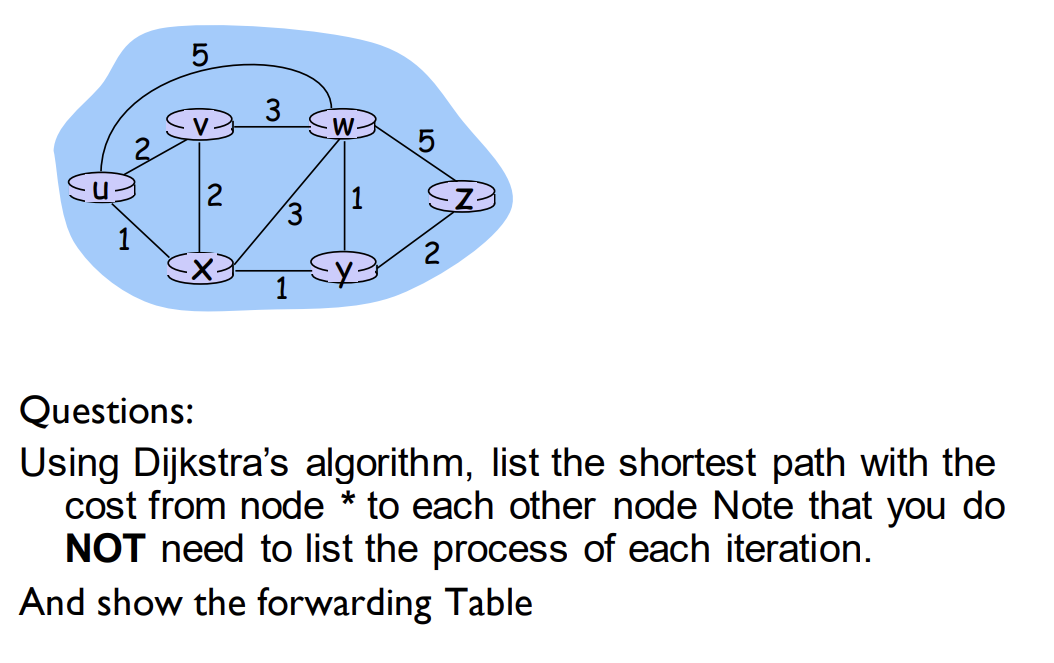 5
3
v
w
5
2
u
2
3
1
z
1
x
y
2
1
Questions:
Using Dijkstra’s algorithm, list the shortest path with the
cost from node * to each other node Note that you do
NOT need to list the process of each iteration.
And show the forwarding Table